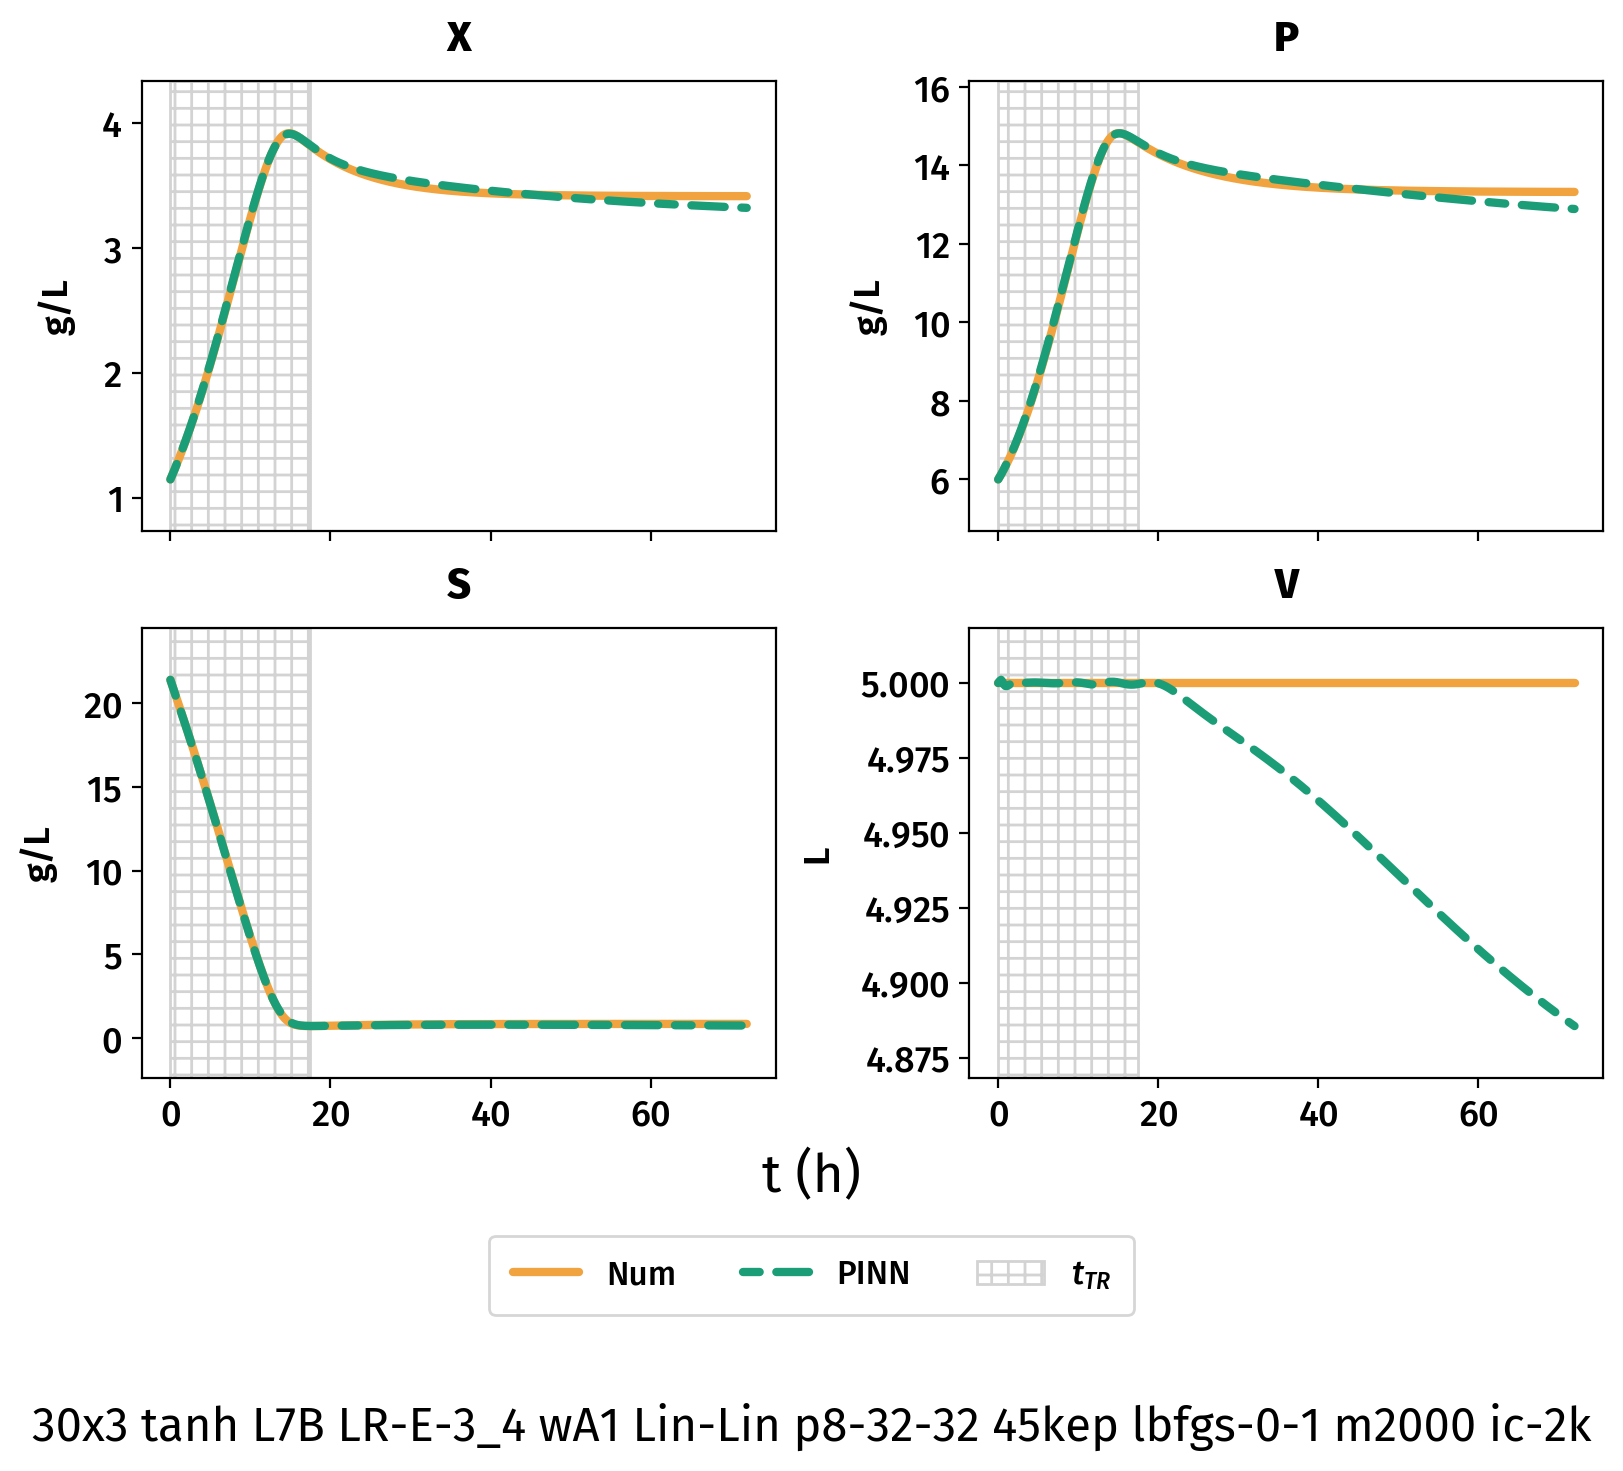 X
4
3
2
1
g/L
P
16
14
12
10
8
6
g/L
S
20
15
10
5
0
g/L
0 20 40 60
V
5.000
4.975
4.950
4.925
4.900
4.875
L
0 20 40 60
t (h)
Num PINN t_TR
30x3 tanh L7B LR-E-3_4 wA1 Lin-Lin p8-32-32 45kep lbfgs-0-1 m2000 ic-2k